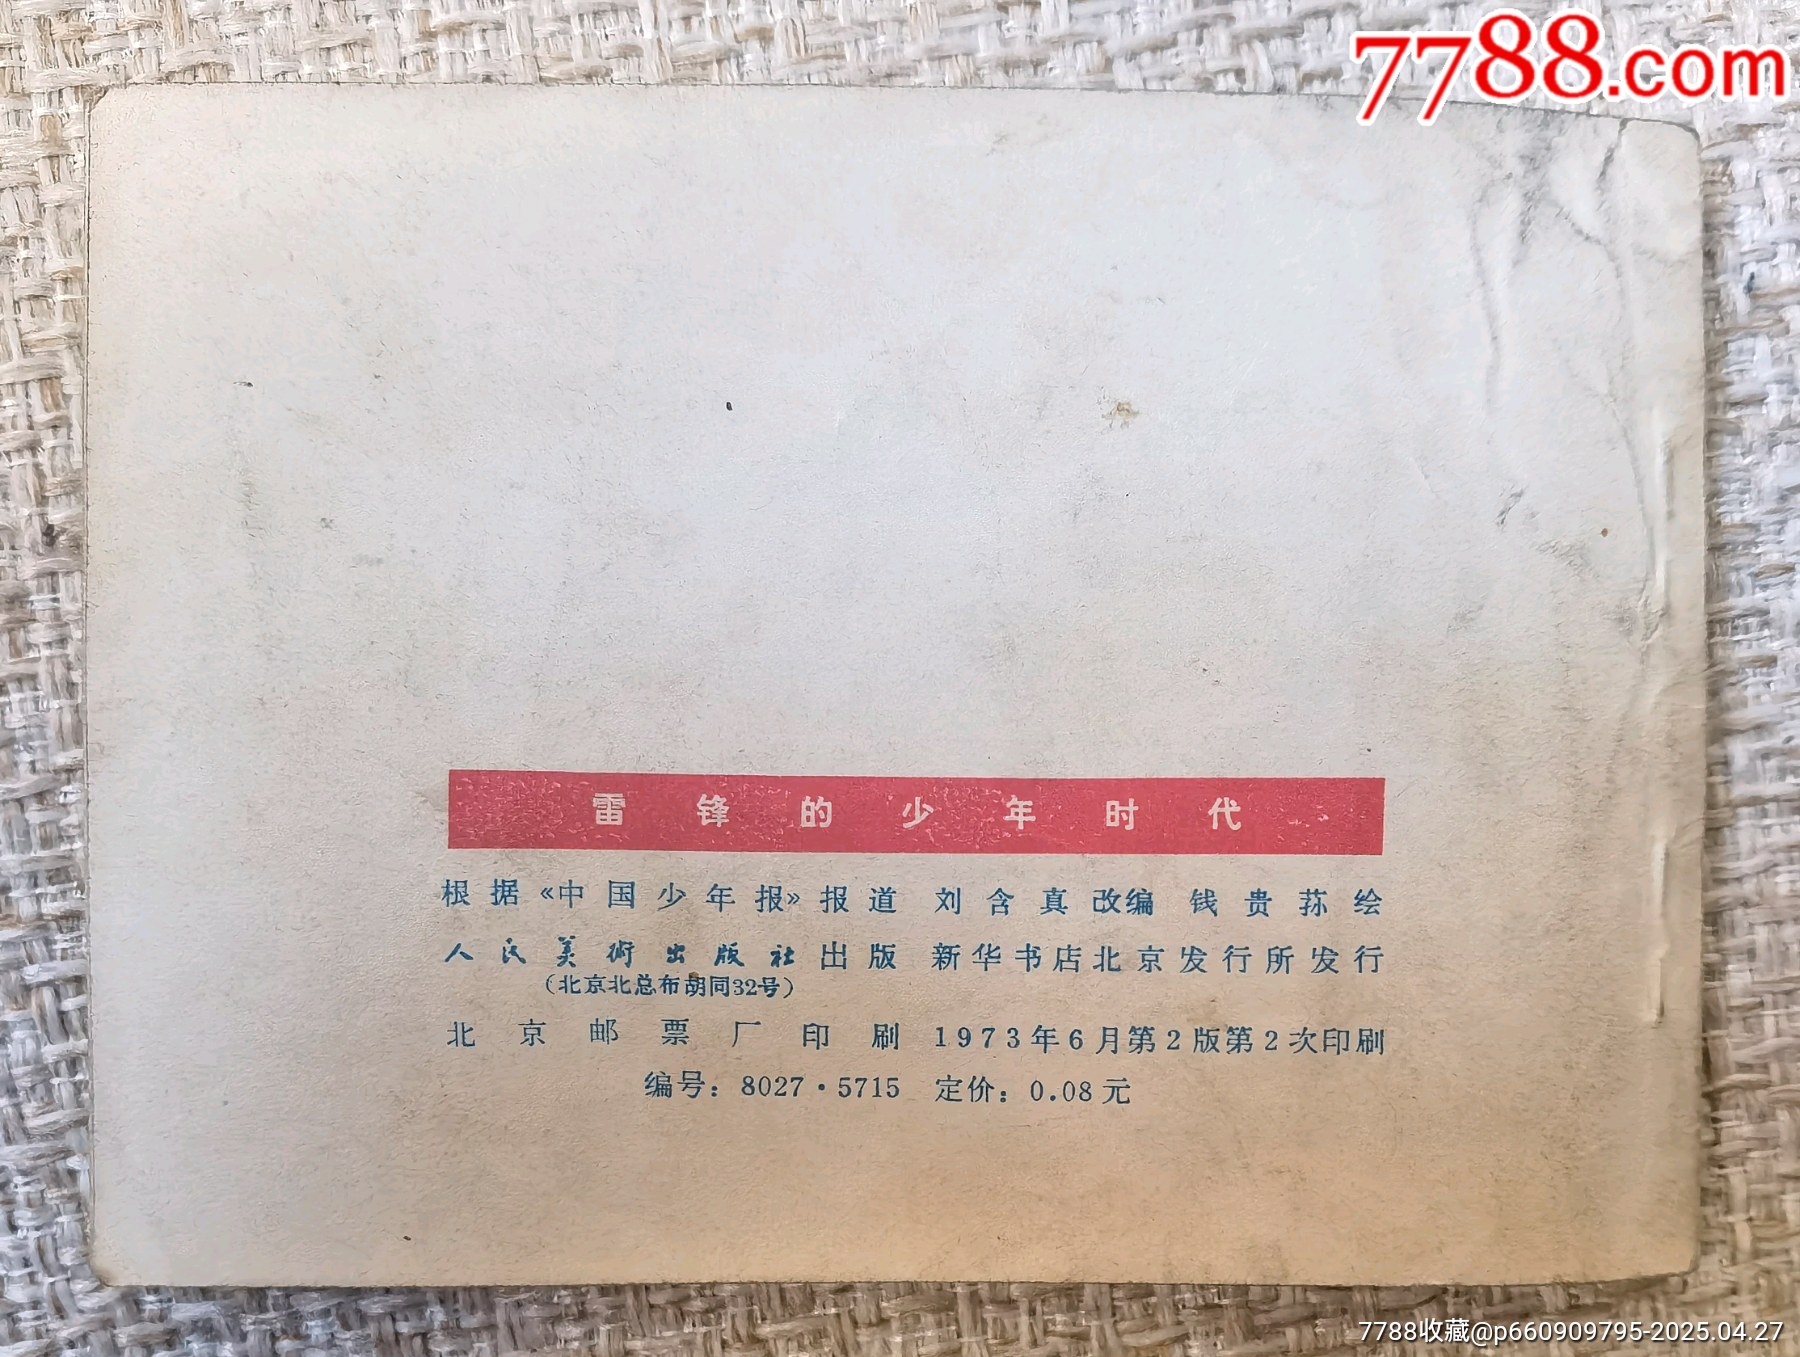 7788.com
雷锋的少年时代
根据《中国少年报》报道 刘含真改编 钱贵荪绘
人民美術出版社出版 新华书店北京发行所发行
(北京北总布胡同32号)
北京邮票厂印刷 1973年6月第2版第2次印刷
编号：8027·5715 定价：0.08元
7788收藏@p660909795-2025.04.27